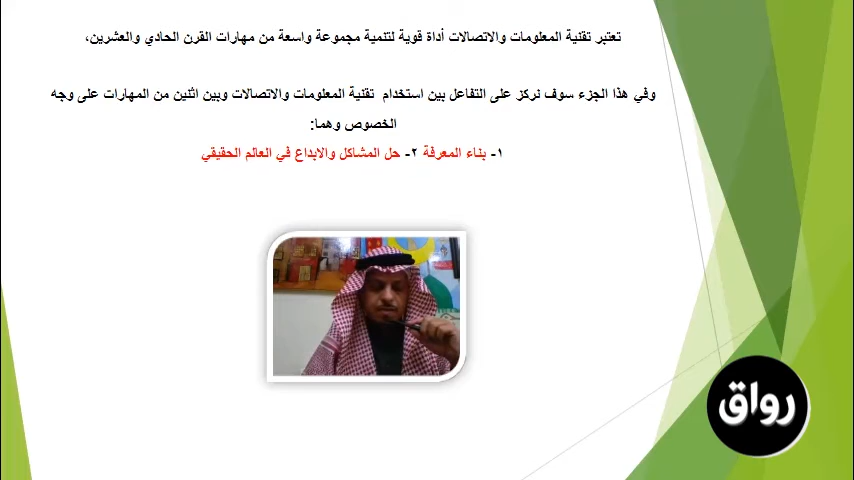 تعتبر تقنية المعلومات والاتصالات أداة قوية لتنمية مجموعة واسعة من مهارات القرن الحادي والعشرين،
وفي هذا الجزء سوف نركز على التفاعل بين استخدام تقنية المعلومات والاتصالات وبين اثنين من المهارات على وجه
الخصوص وهما:
١- بناء المعرفة ٢- حل المشاكل والابداع في العالم الحقيقي
رواق